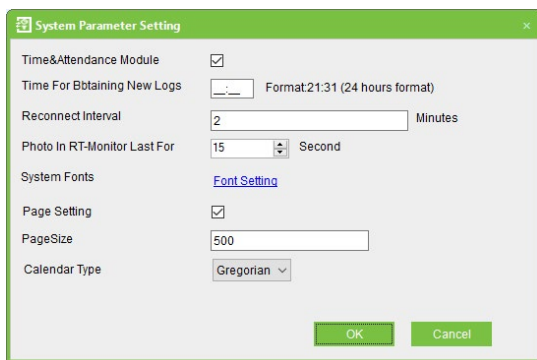 System Parameter Setting
Time&Attendance Module
Time For Bbtaining New Logs __:__ Format:21:31 (24 hours format)
Reconnect Interval 2 Minutes
Photo In RT-Monitor Last For 15 Second
System Fonts Font Setting
Page Setting
PageSize 500
Calendar Type Gregorian
OK Cancel